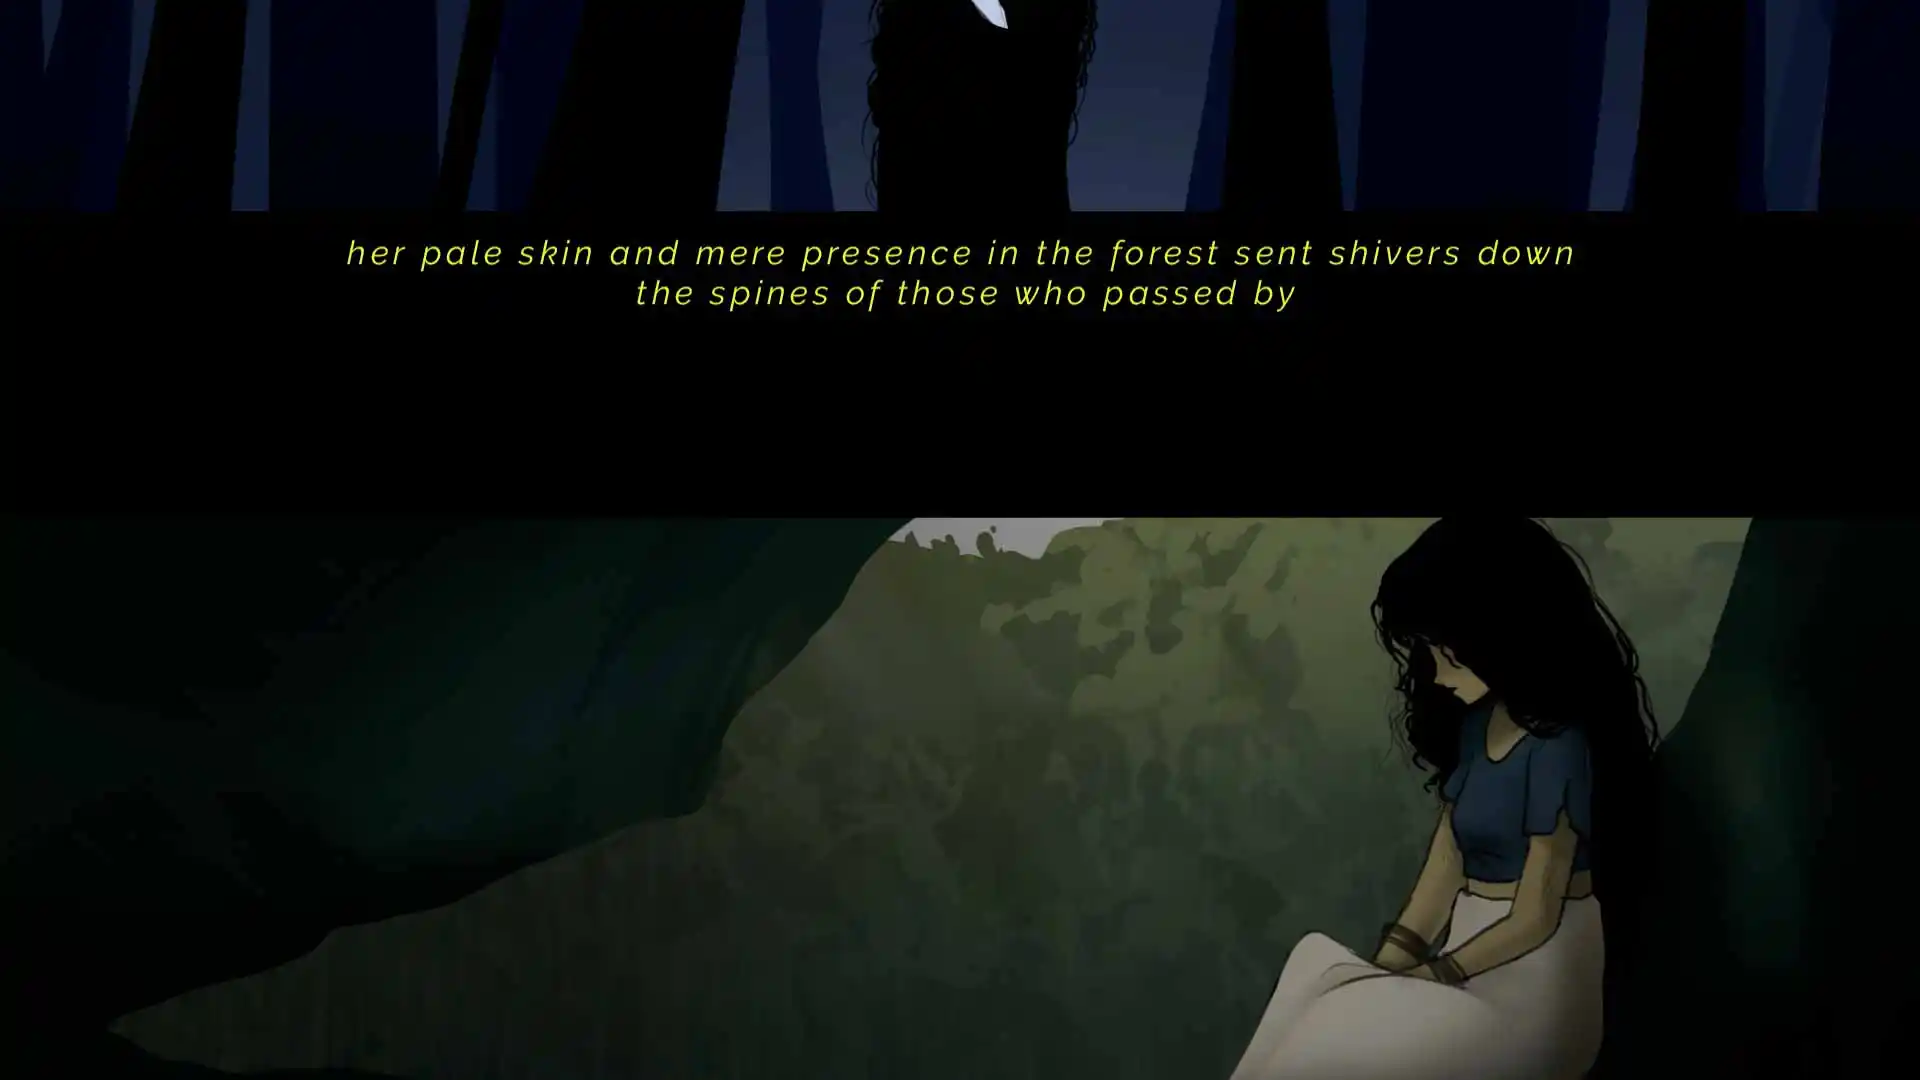 her pale skin and mere presence in the forest sent shivers down
the spines of those who passed by